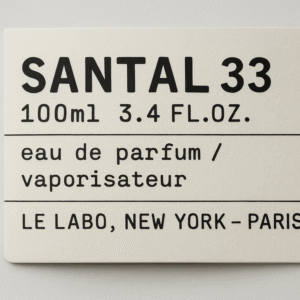 SANTAL 33
100ml 3.4 FL.OZ.
eau de parfum /
vaporisateur
LE LABO, NEW YORK – PARIS